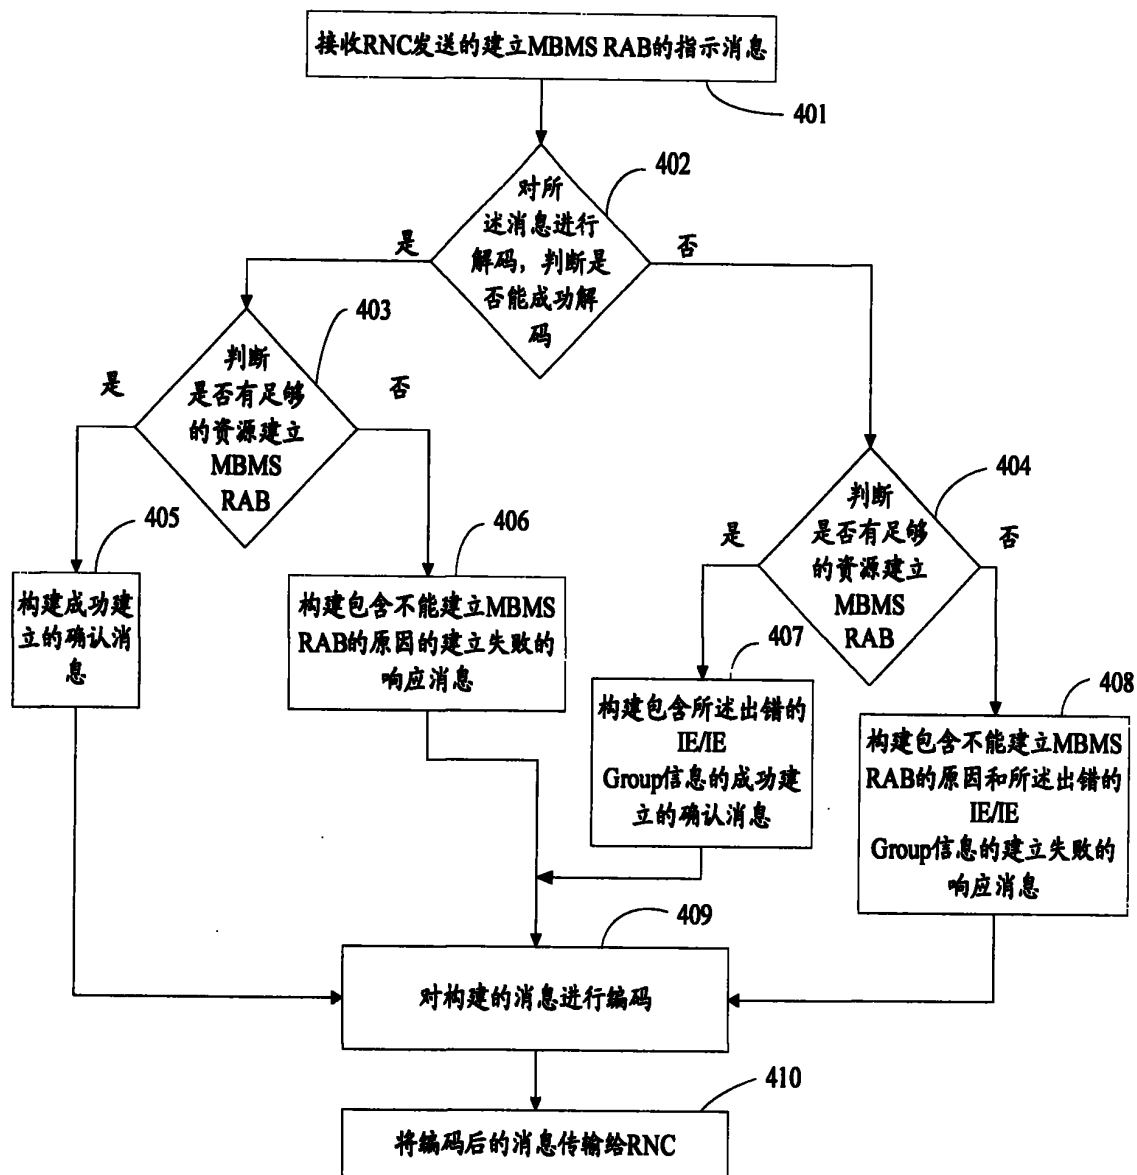 接收RNC发送的建立MBMS RAB的指示消息
401
402
对所
述消息进行
解码，判断是
否能成功解
码
是
否
403
判断
是否有足够
的资源建立
MBMS
RAB
是
否
404
判断
是否有足够
的资源建立
MBMS
RAB
是
否
405
构建成功建
立的确认消
息
406
构建包含不能建立MBMS
RAB的原因的建立失败的
响应消息
407
构建包含所述出错的
IE/IE
Group信息的成功建
立的确认消息
408
构建包含不能建立MBMS
RAB的原因和所述出错的
IE/IE
Group信息的建立失败的
响应消息
409
对构建的消息进行编码
410
将编码后的消息传输给RNC